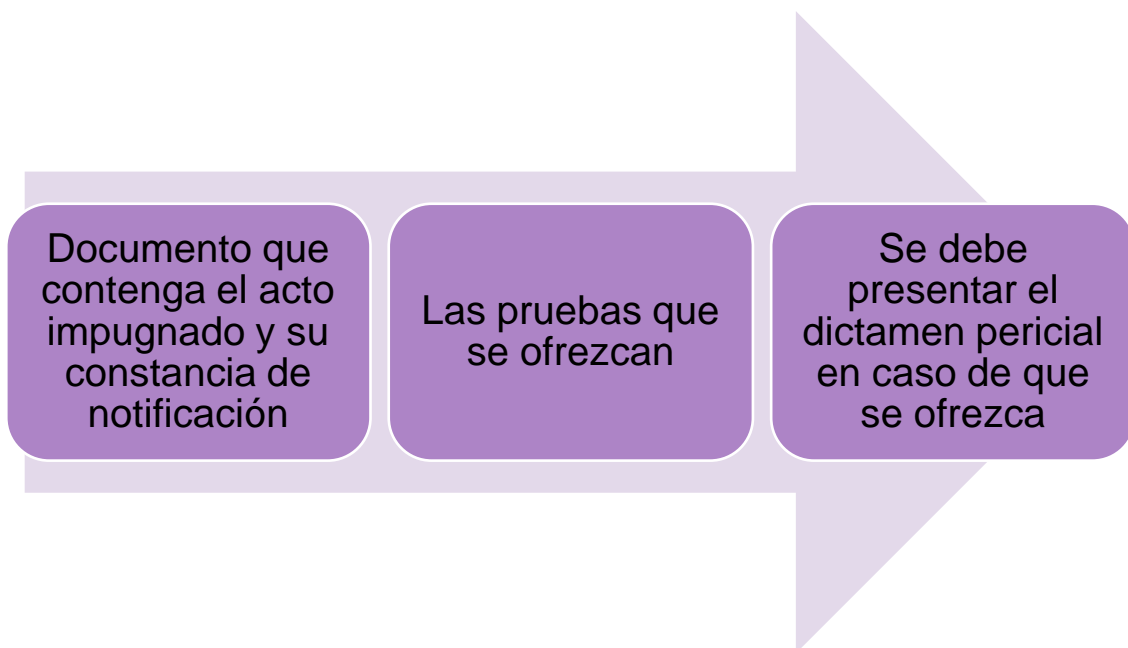 Documento que
contenga el acto
impugnado y su
constancia de
notificación
Las pruebas que
se ofrezcan
Se debe
presentar el
dictamen pericial
en caso de que
se ofrezca